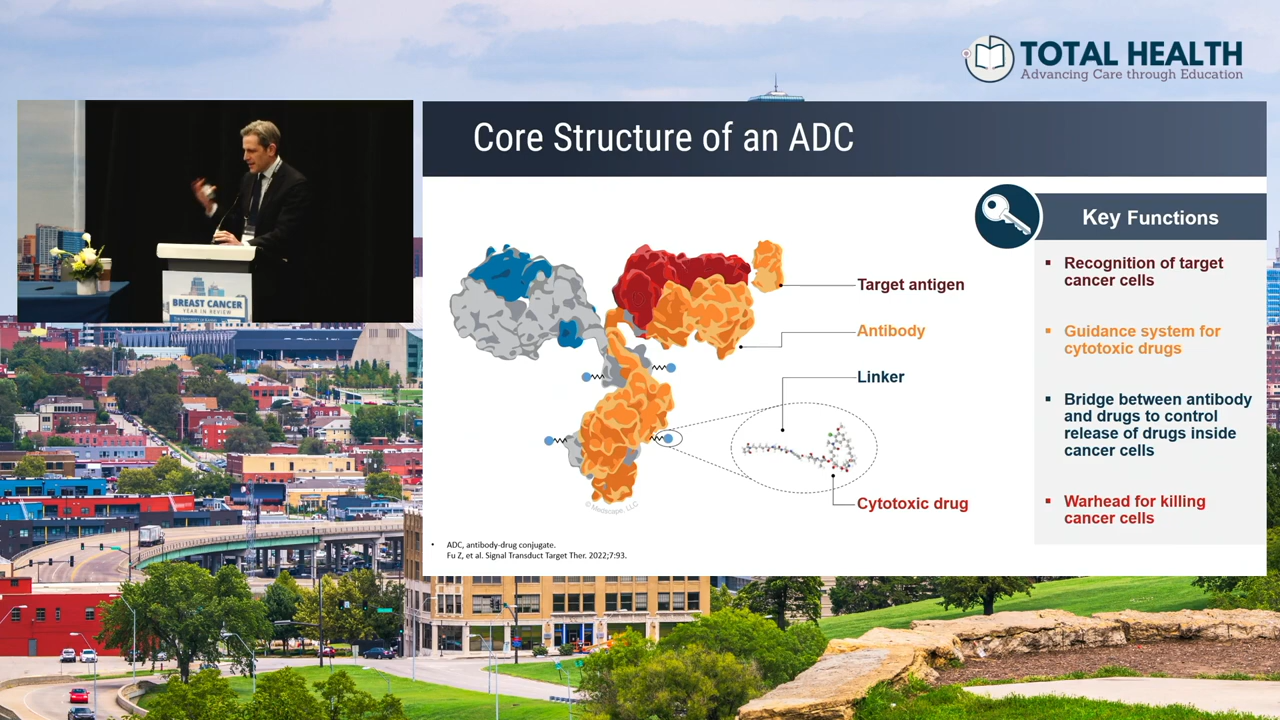 TOTAL HEALTH
Advancing Care through Education
Core Structure of an ADC
Key Functions
Target antigen
Antibody
Linker
Cytotoxic drug
▪ Recognition of target
cancer cells
▪ Guidance system for
cytotoxic drugs
▪ Bridge between antibody
and drugs to control
release of drugs inside
cancer cells
▪ Warhead for killing
cancer cells
© Medscape, LLC
• ADC, antibody-drug conjugate.
Fu Z, et al. Signal Transduct Target Ther. 2022;7:93.
BREAST CANCER
YEAR IN REVIEW